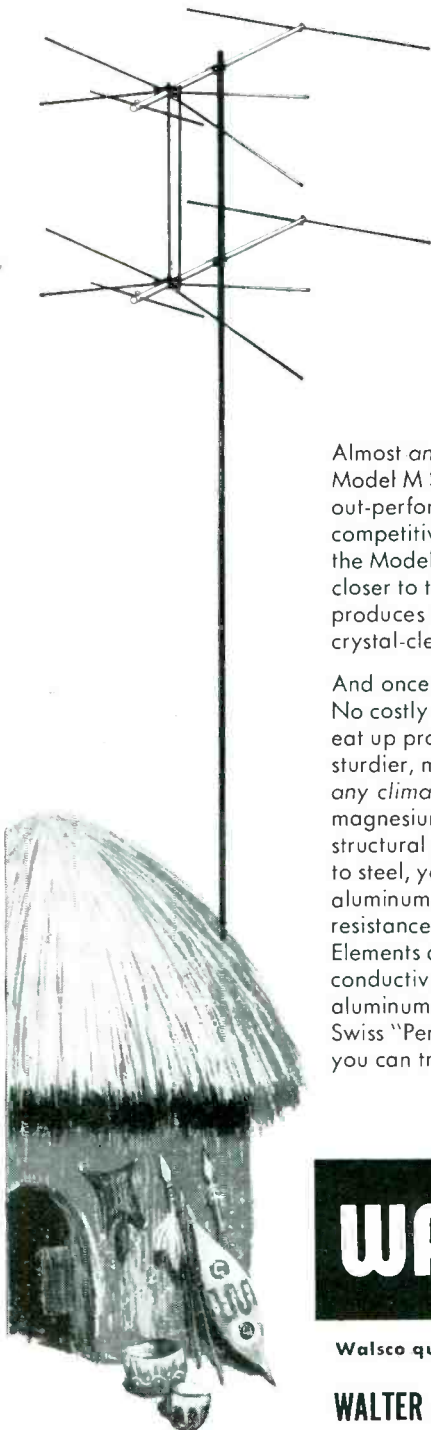 Almost
Model M
out-perfor
competitiv
the Model
closer to t
produces
crystal-cle
And once
No costly
eat up pro
sturdier, m
any clima
magnesium
structural
to steel, yo
aluminum
resistance
Elements
conductiv
aluminum
Swiss "Per
you can tr
WA
Walsco qu
WALTER